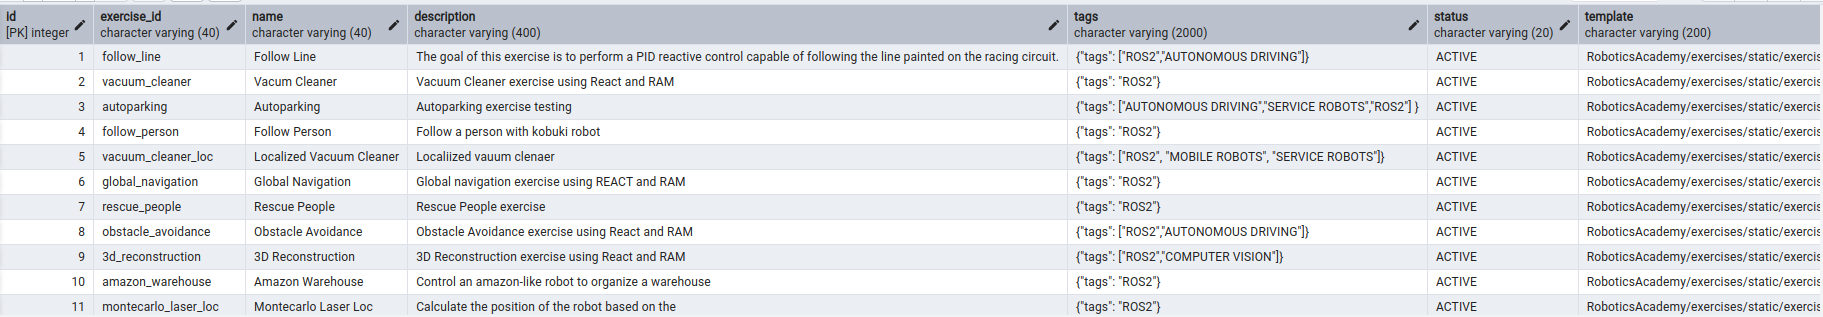 id exercise_id name description tags status template
[PK] integer character varying (40) character varying (40) character varying (400) character varying (2000) character varying (20) character varying (200)
1 follow_line Follow Line The goal of this exercise is to perform a PID reactive control capable of following the line painted on the racing circuit. {"tags": ["ROS2","AUTONOMOUS DRIVING"]} ACTIVE RoboticsAcademy/exercises/static/exercis
2 vacuum_cleaner Vacum Cleaner Vacuum Cleaner exercise using React and RAM {"tags": "ROS2"} ACTIVE RoboticsAcademy/exercises/static/exercis
3 autoparking Autoparking Autoparking exercise testing {"tags": ["AUTONOMOUS DRIVING","SERVICE ROBOTS","ROS2"] } ACTIVE RoboticsAcademy/exercises/static/exercis
4 follow_person Follow Person Follow a person with kobuki robot {"tags": "ROS2"} ACTIVE RoboticsAcademy/exercises/static/exercis
5 vacuum_cleaner_loc Localized Vacuum Cleaner Localiized vauum clenaer {"tags": ["ROS2", "MOBILE ROBOTS", "SERVICE ROBOTS"]} ACTIVE RoboticsAcademy/exercises/static/exercis
6 global_navigation Global Navigation Global navigation exercise using REACT and RAM {"tags": "ROS2"} ACTIVE RoboticsAcademy/exercises/static/exercis
7 rescue_people Rescue People Rescue People exercise {"tags": "ROS2"} ACTIVE RoboticsAcademy/exercises/static/exercis
8 obstacle_avoidance Obstacle Avoidance Obstacle Avoidance exercise using React and RAM {"tags": ["ROS2","AUTONOMOUS DRIVING"]} ACTIVE RoboticsAcademy/exercises/static/exercis
9 3d_reconstruction 3D Reconstruction 3D Reconstruction exercise using React and RAM {"tags": ["ROS2","COMPUTER VISION"]} ACTIVE RoboticsAcademy/exercises/static/exercis
10 amazon_warehouse Amazon Warehouse Control an amazon-like robot to organize a warehouse {"tags": "ROS2"} ACTIVE RoboticsAcademy/exercises/static/exercis
11 montecarlo_laser_loc Montecarlo Laser Loc Calculate the position of the robot based on the {"tags": "ROS2"} ACTIVE RoboticsAcademy/exercises/static/exercis